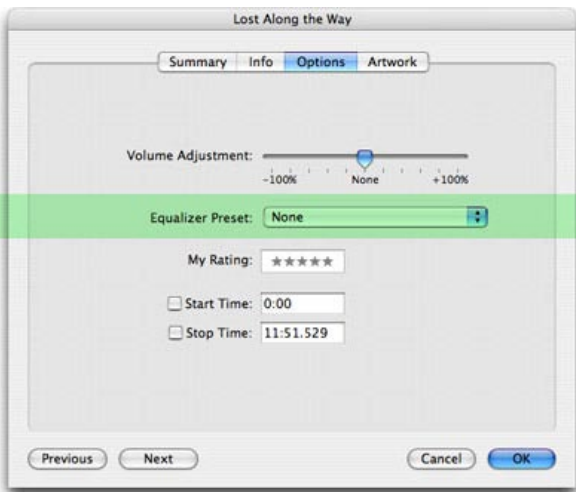 Lost Along the Way
Summary Info Options Artwork
Volume Adjustment:
-100% None +100%
Equalizer Preset: None
My Rating: ★★★★★
Start Time: 0:00
Stop Time: 11:51.529
Previous Next Cancel OK